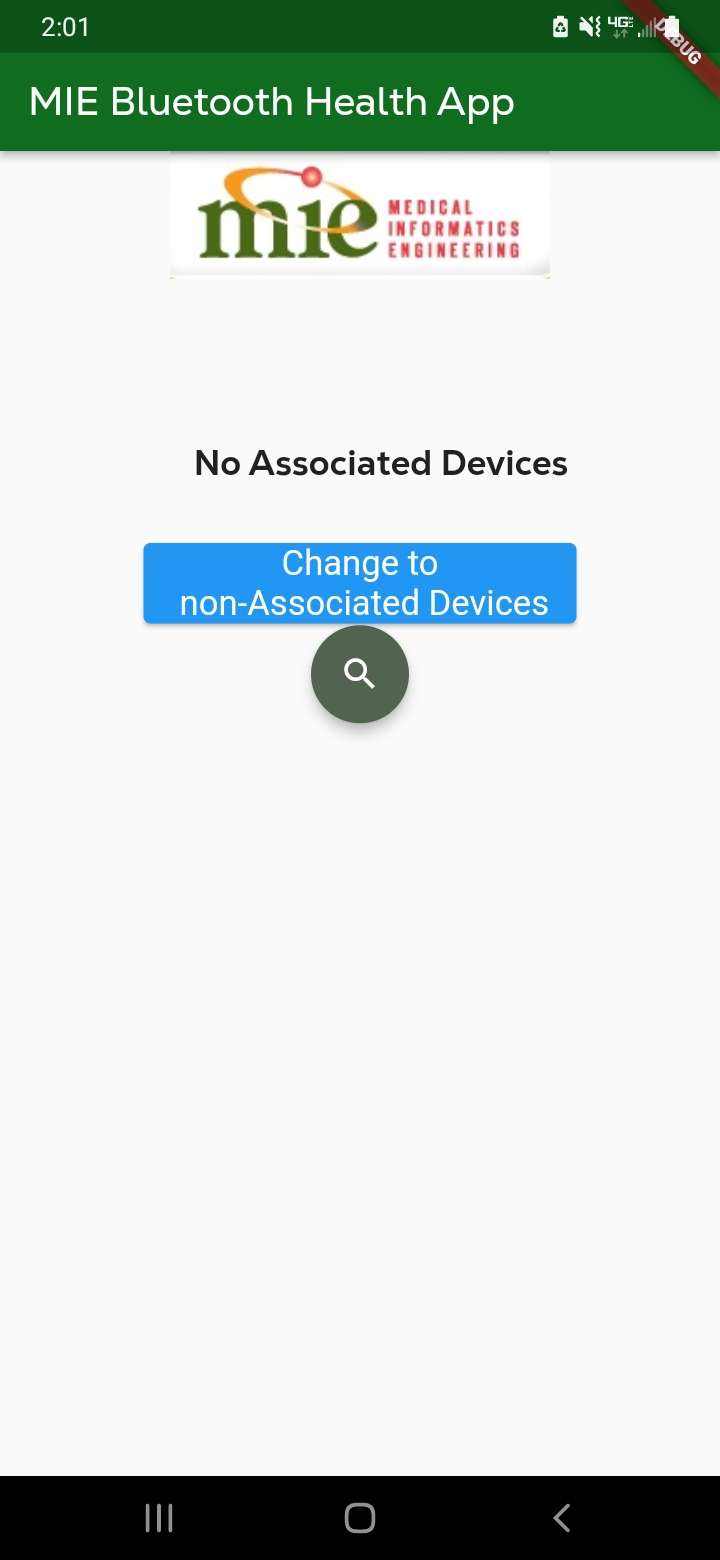 2:01
4GE
DEBUG
MIE Bluetooth Health App
mie
MEDICAL
INFORMATICS
ENGINEERING
No Associated Devices
Change to
non-Associated Devices